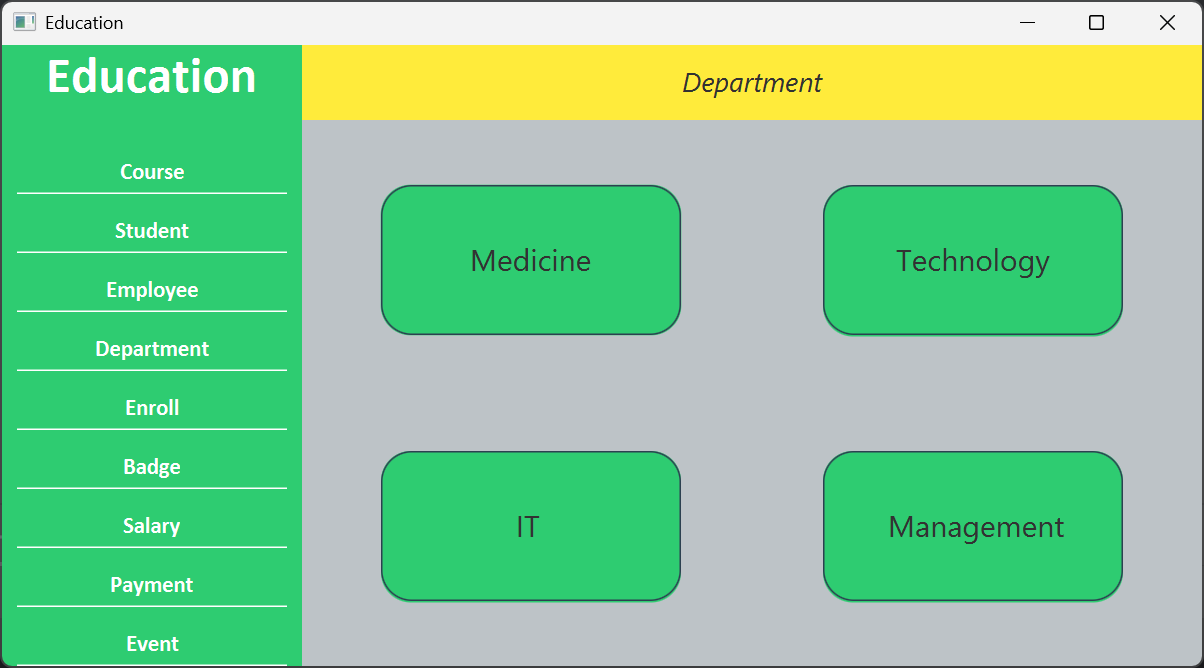 Education
Education
Department
Course
Student
Employee
Department
Enroll
Badge
Salary
Payment
Event
Medicine
Technology
IT
Management